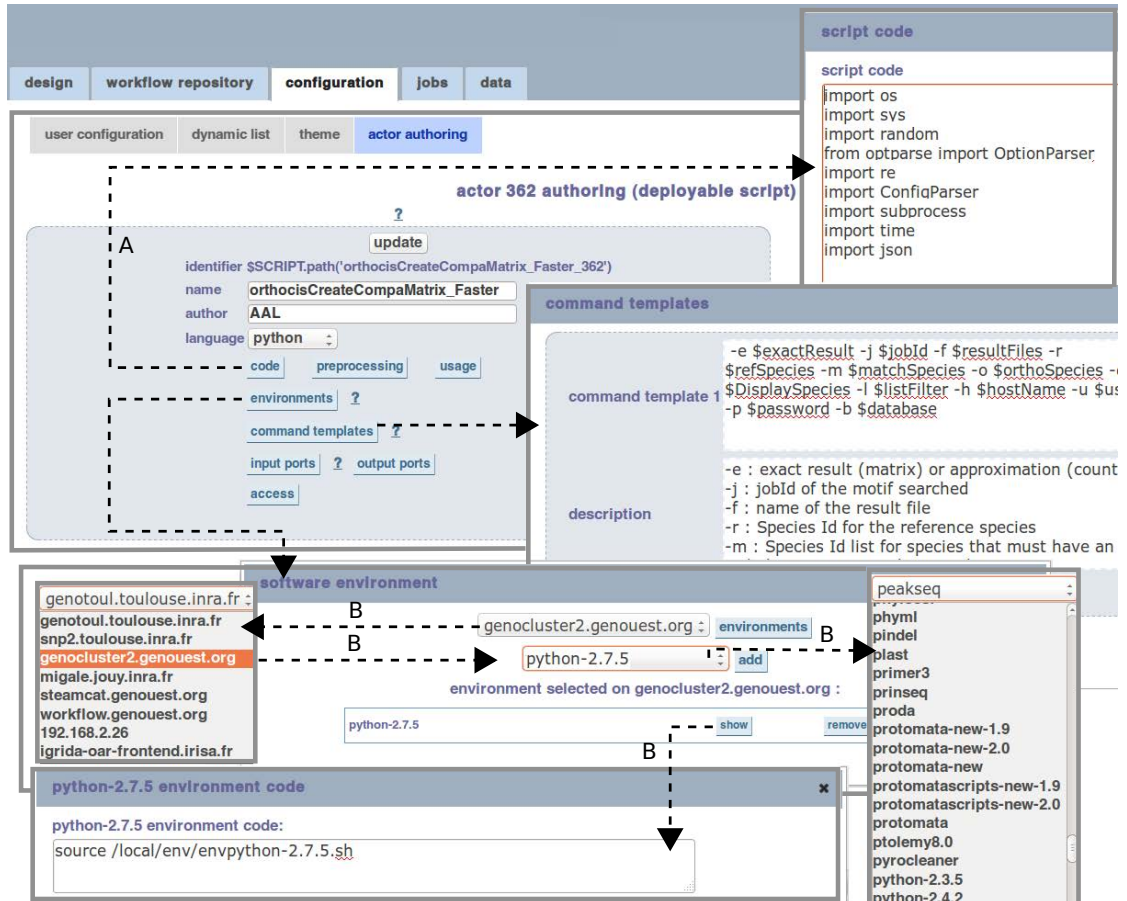 design
workflow repository
configuration
jobs
data
user configuration
dynamic list
theme
actor authoring
actor 362 authoring (deployable script)
?
update
A
identifier $SCRIPT.path('orthocisCreateCompaMatrix_Faster_362')
name orthocisCreateCompaMatrix_Faster
author AAL
language python
code preprocessing usage
environments ?
command templates ?
input ports ? output ports
access
script code
script code
import os
import sys
import random
from optparse import OptionParser
import re
import ConfigParser
import subprocess
import time
import json
command templates
command template 1
-e $exactResult -j $jobId -f $resultFiles -r
$refSpecies -m $matchSpecies -o $orthoSpecies
$DisplaySpecies -l $listFilter -h $hostName -u
-p $password -b $database
description
-e : exact result (matrix) or approximation (count
-j : jobId of the motif searched
-f : name of the result file
-r : Species Id for the reference species
-m : Species Id list for species that must have an
software environment
genotoul.toulouse.inra.fr
genotoul.toulouse.inra.fr
snp2.toulouse.inra.fr
genocluster2.genouest.org
migale.jouy.inra.fr
steamcat.genouest.org
workflow.genouest.org
192.168.2.26
igrida-oar-frontend.irisa.fr
B
genocluster2.genouest.org environments
B
B
python-2.7.5 add
environment selected on genocluster2.genouest.org :
python-2.7.5 show remove
B
peakseq
phyml
pindel
plast
primer3
prinseq
proda
protomata-new-1.9
protomata-new-2.0
protomata-new
protomatascripts-new-1.9
protomatascripts-new-2.0
protomata
ptolemy8.0
pyrocleaner
python-2.3.5
python-2.4.2
python-2.7.5 environment code
python-2.7.5 environment code:
source /local/env/envpython-2.7.5.sh